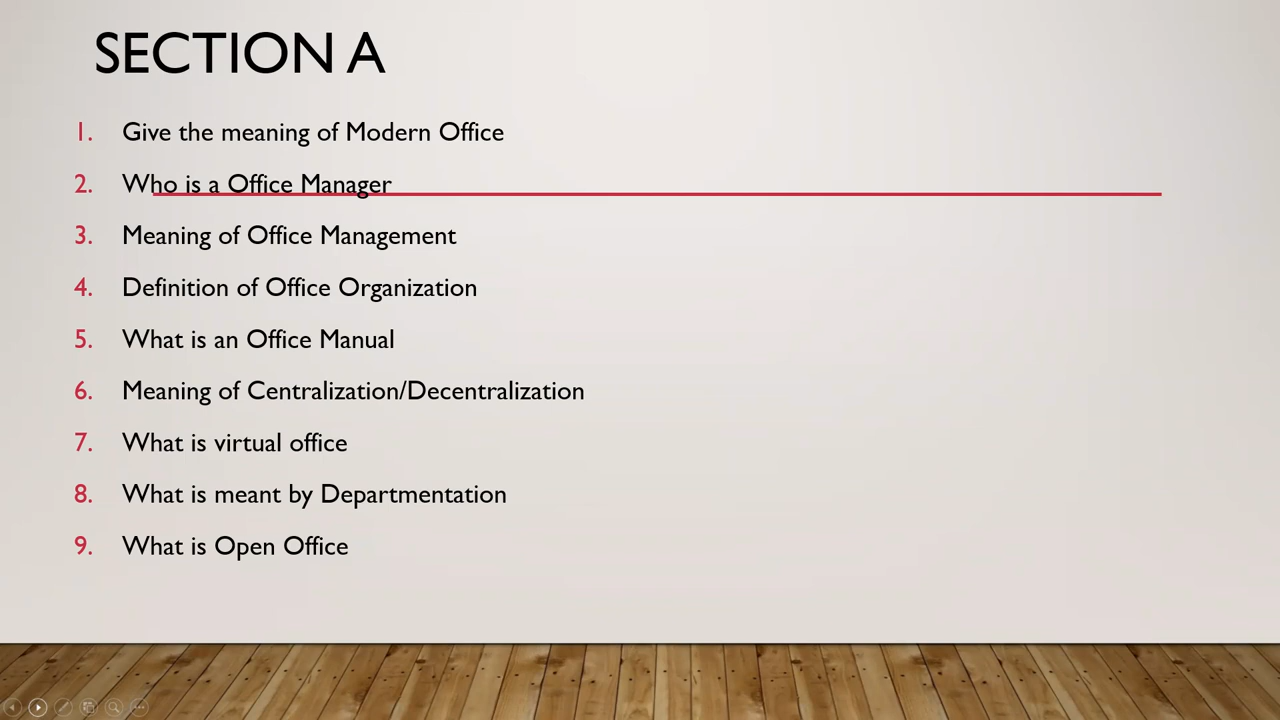 SECTION A
1. Give the meaning of Modern Office
2. Who is a Office Manager
3. Meaning of Office Management
4. Definition of Office Organization
5. What is an Office Manual
6. Meaning of Centralization/Decentralization
7. What is virtual office
8. What is meant by Departmentation
9. What is Open Office